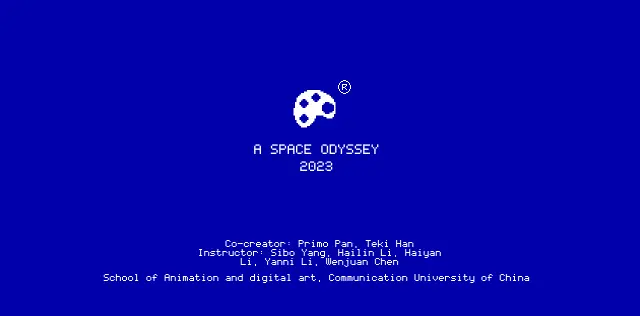 ®
A SPACE ODYSSEY
2023
Co-creator: Primo Pan, Teki Han
Instructor: Sibo Yang, Hailin Li, Haiyan
Li, Yanni Li, Wenjuan Chen
School of Animation and digital art, Communication University of China